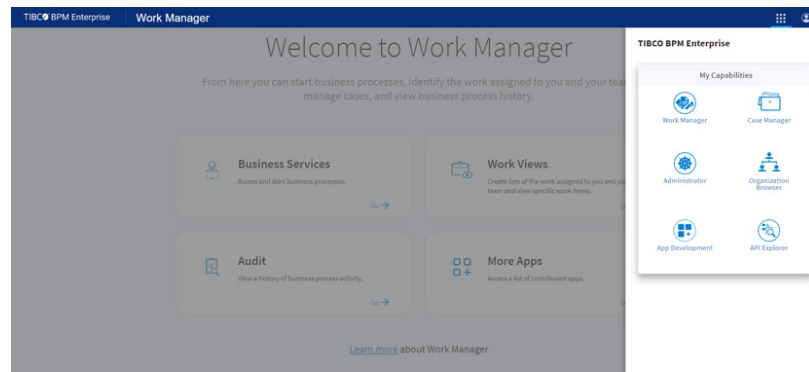 TIBCO BPM Enterprise
Work Manager
Welcome to Work Manager
From here you can start business processes, identify the work assigned to you and your
manage cases, and view business process history.
Business Services
Access and start business processes.
Go
Work Views
Create lists of the work assigned to you and
team and view specific work items.
Audit
View a history of business process activity.
Go
More Apps
Access a list of contributed apps.
Learn more about Work Manager
TIBCO BPM Enterprise
My Capabilities
Work Manager
Case Manager
Administrator
Organization
Browser
App Development
API Explorer